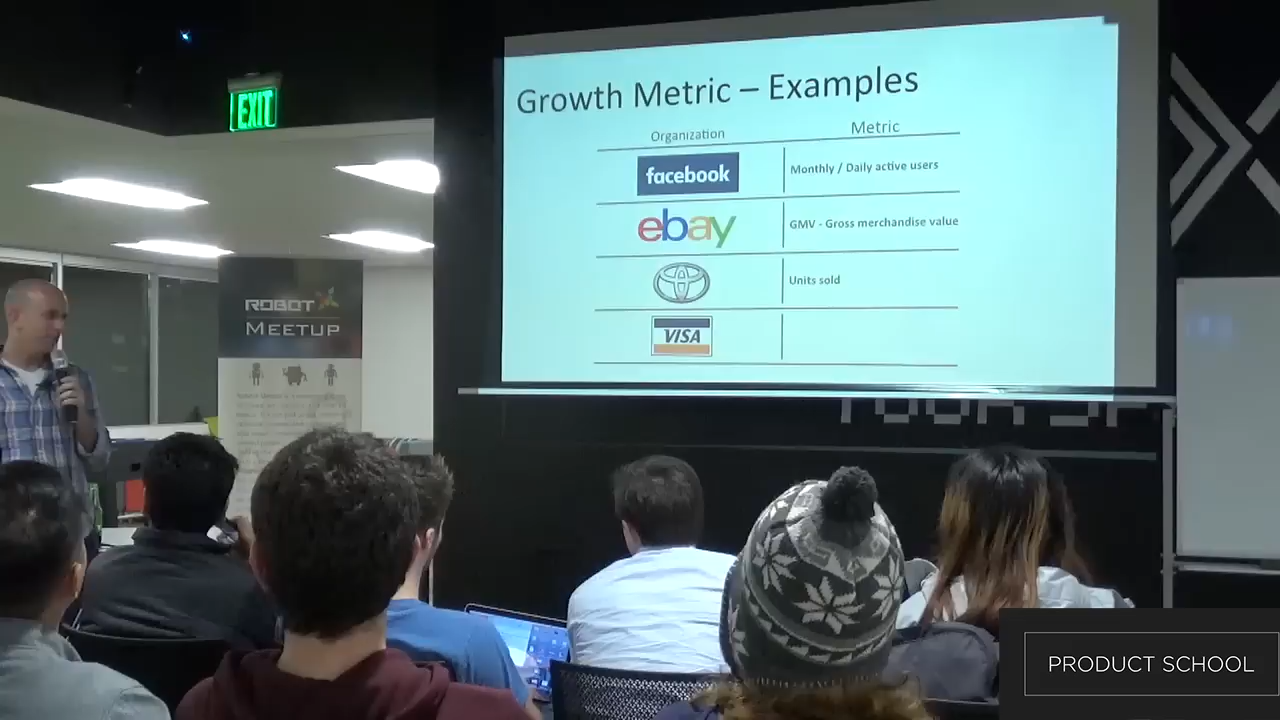 EXIT
Growth Metric – Examples
Organization Metric
facebook Monthly / Daily active users
ebay GMV - Gross merchandise value
Units sold
VISA
ROBOT
MEETUP
PRODUCT SCHOOL